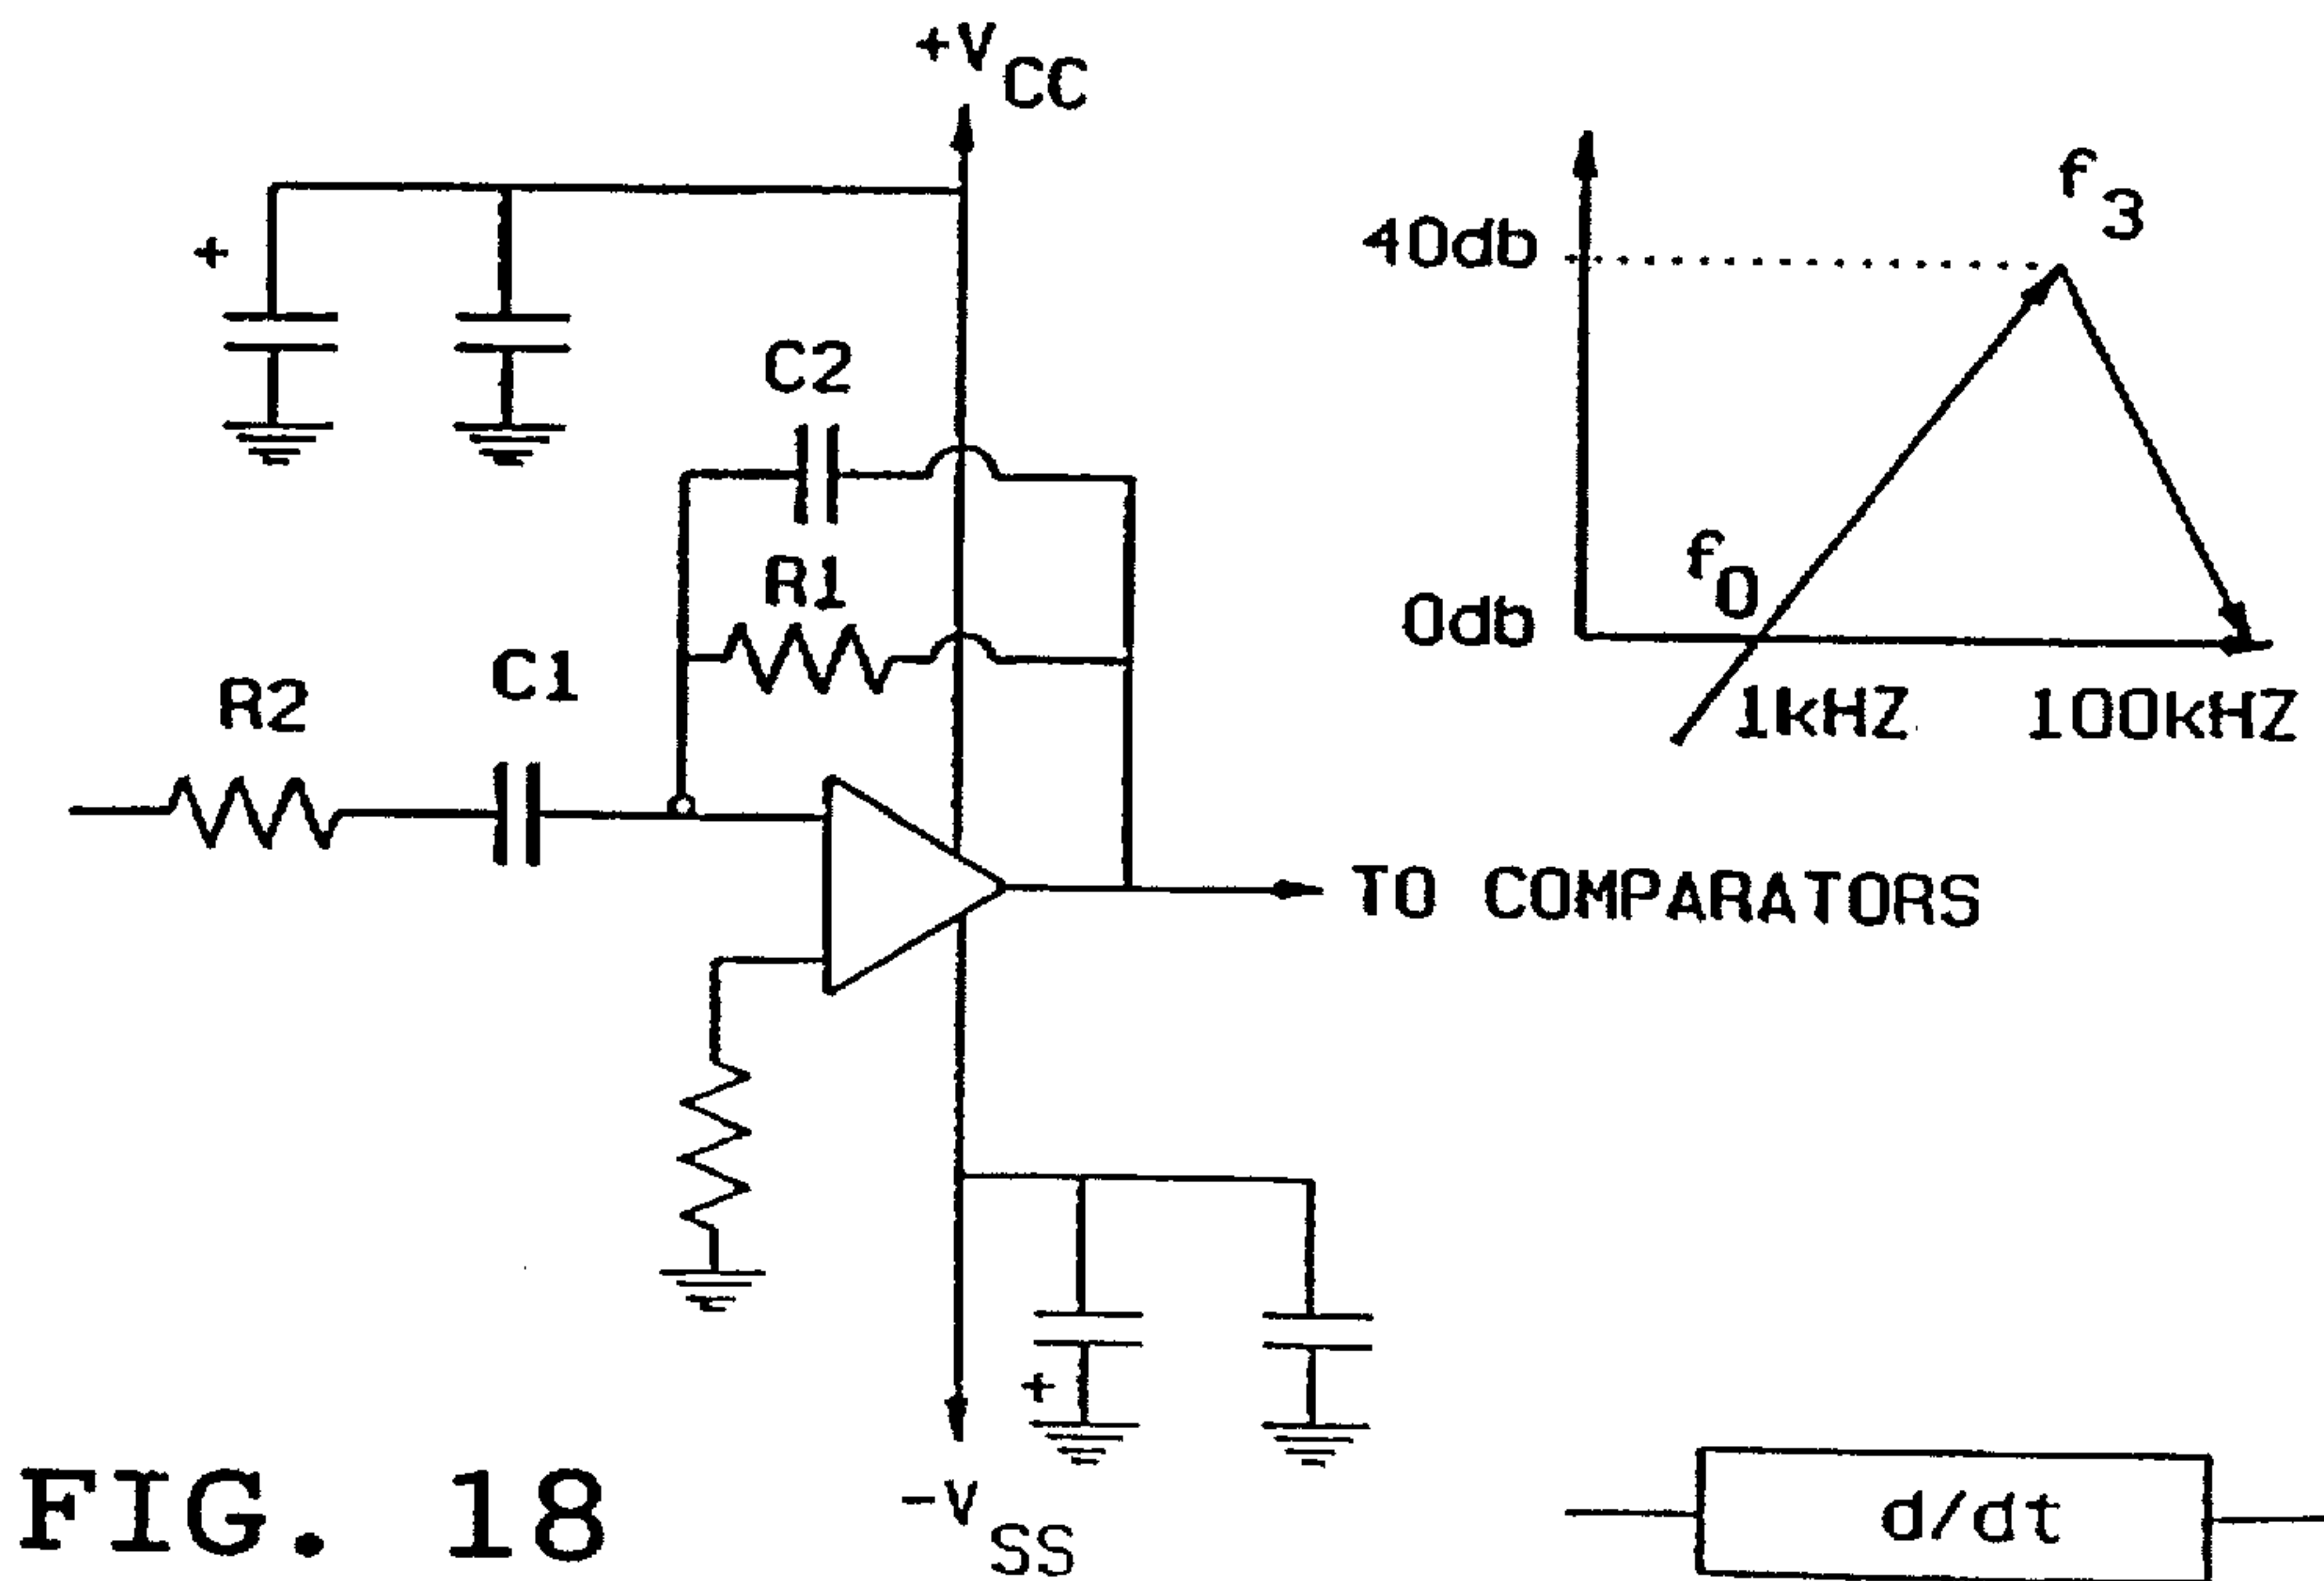 +VCC
+
C2
R1
R2
C1
TO COMPARATORS
+
-VSS
40db
f3
f0
0db
1kHZ
100kHZ
d/dt
FIG. 18